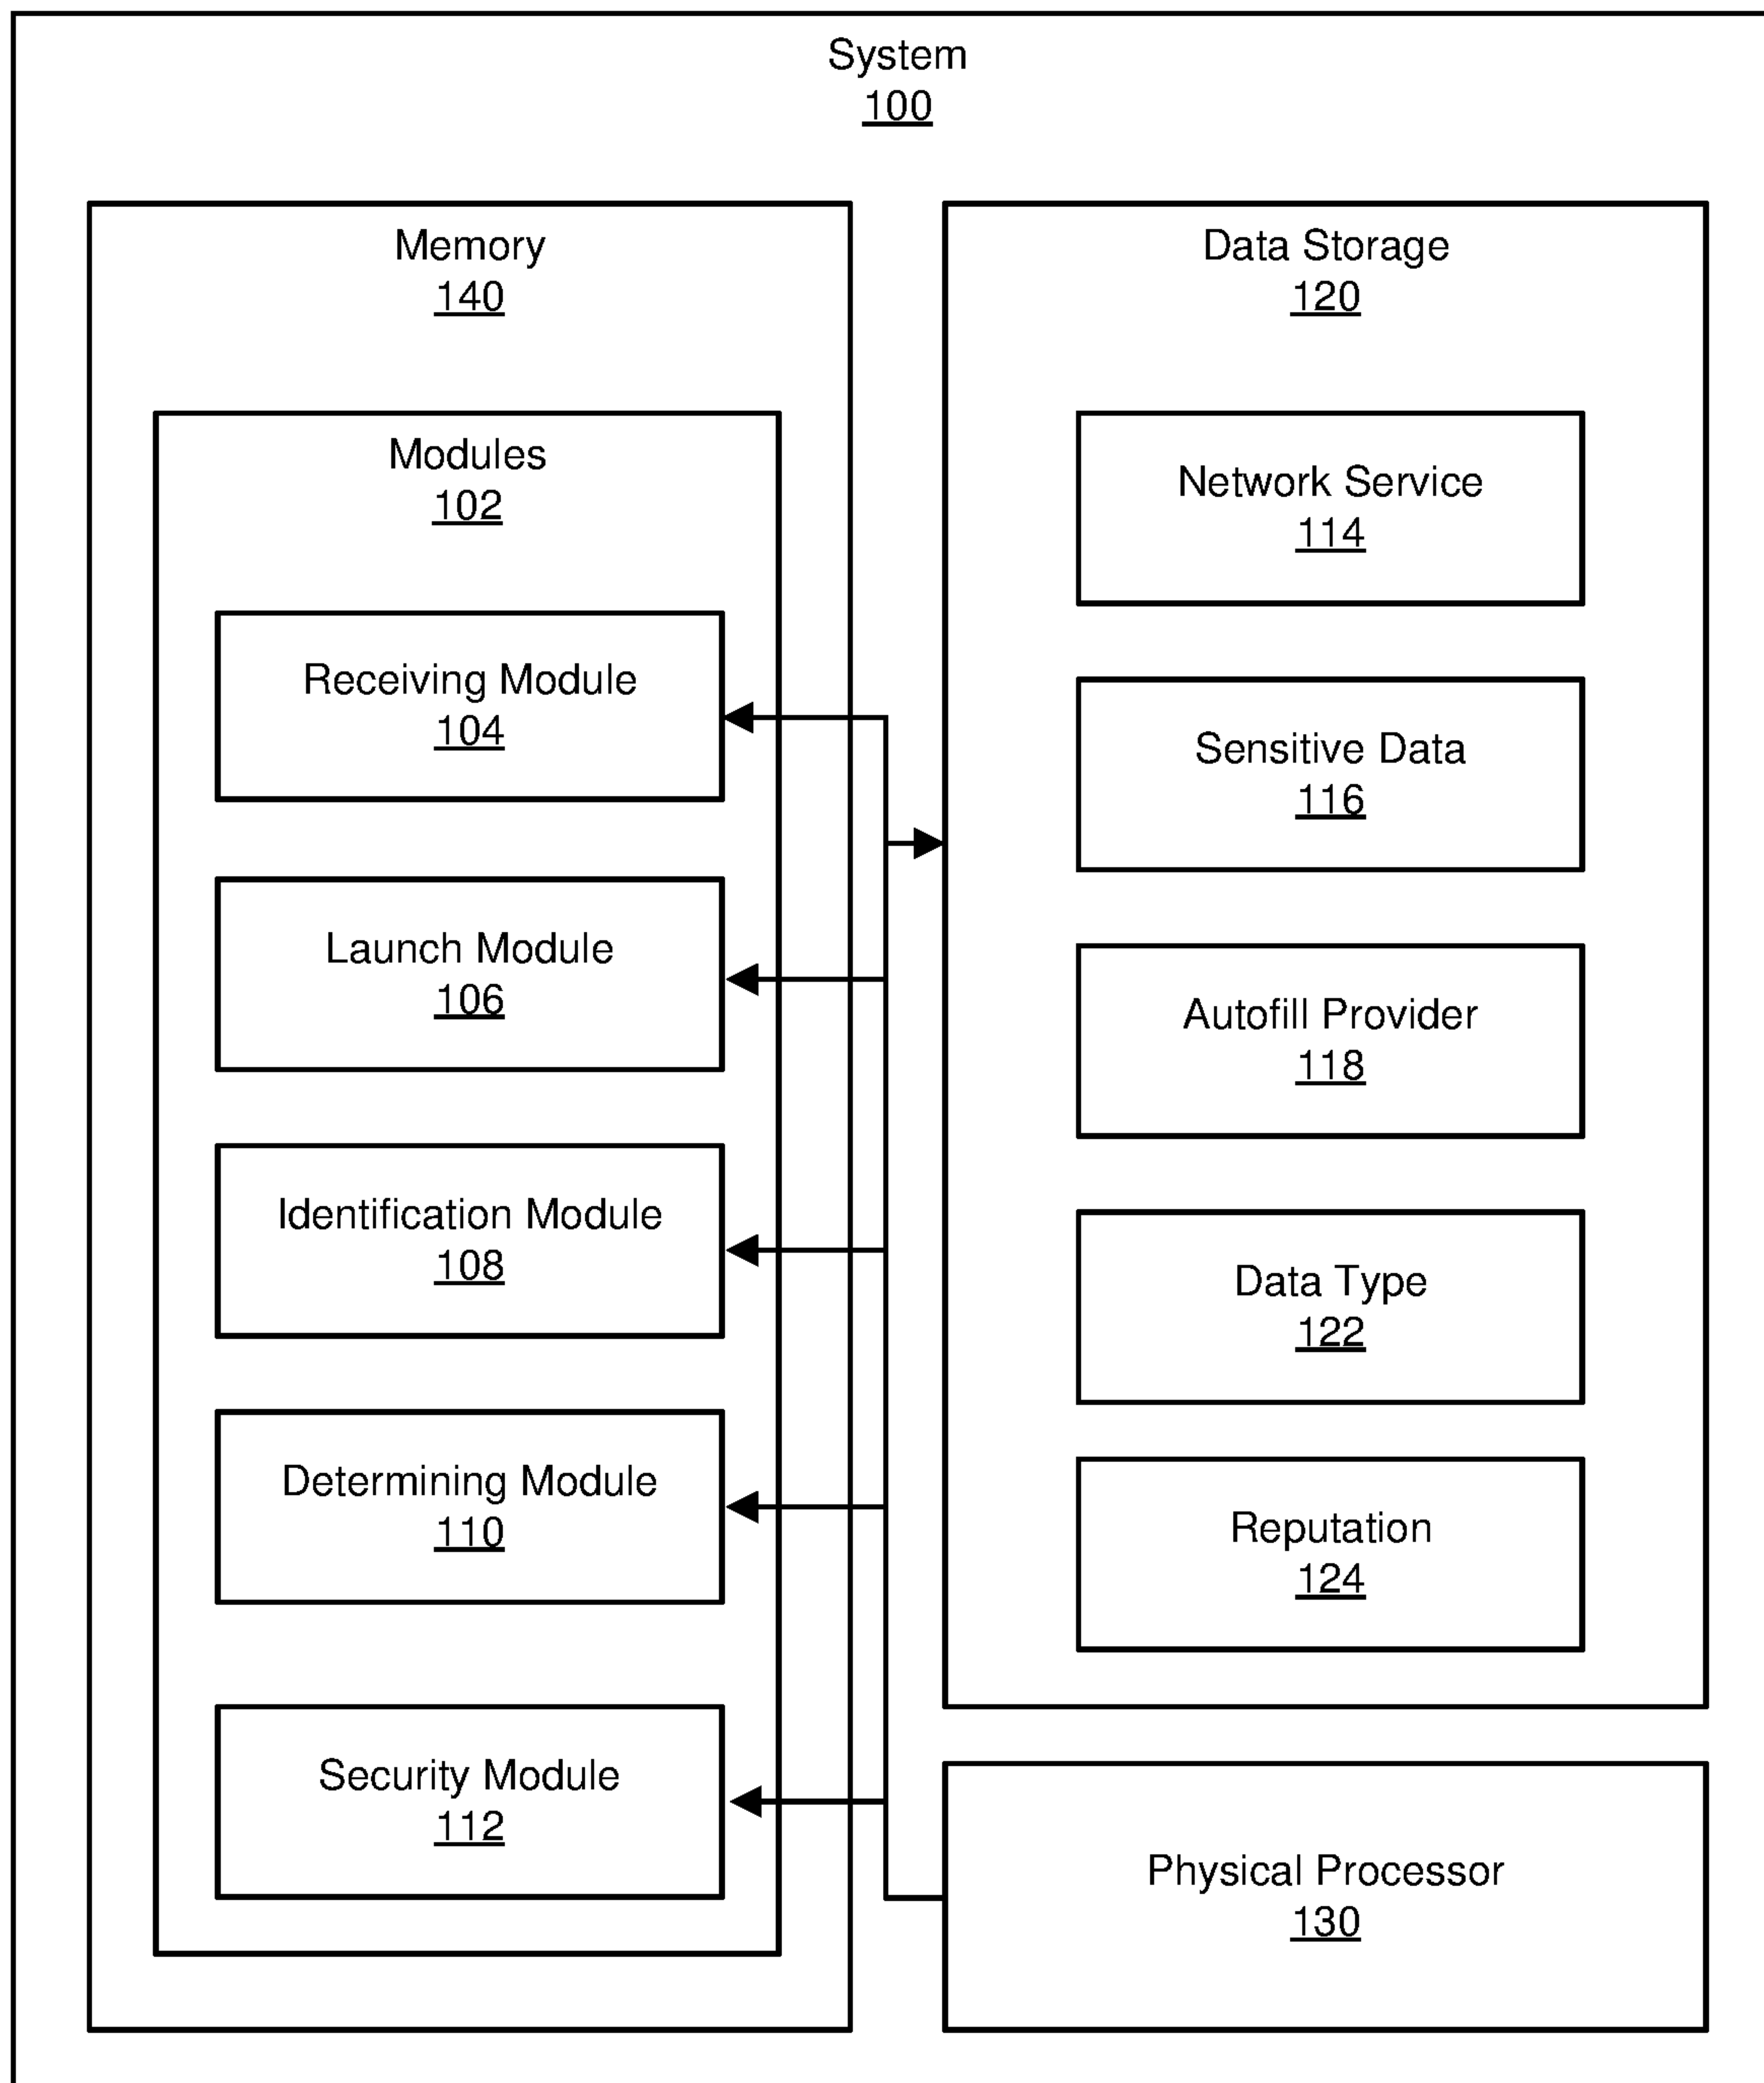 System
100
Memory
140
Modules
102
Receiving Module
104
Launch Module
106
Identification Module
108
Determining Module
110
Security Module
112
Data Storage
120
Network Service
114
Sensitive Data
116
Autofill Provider
118
Data Type
122
Reputation
124
Physical Processor
130